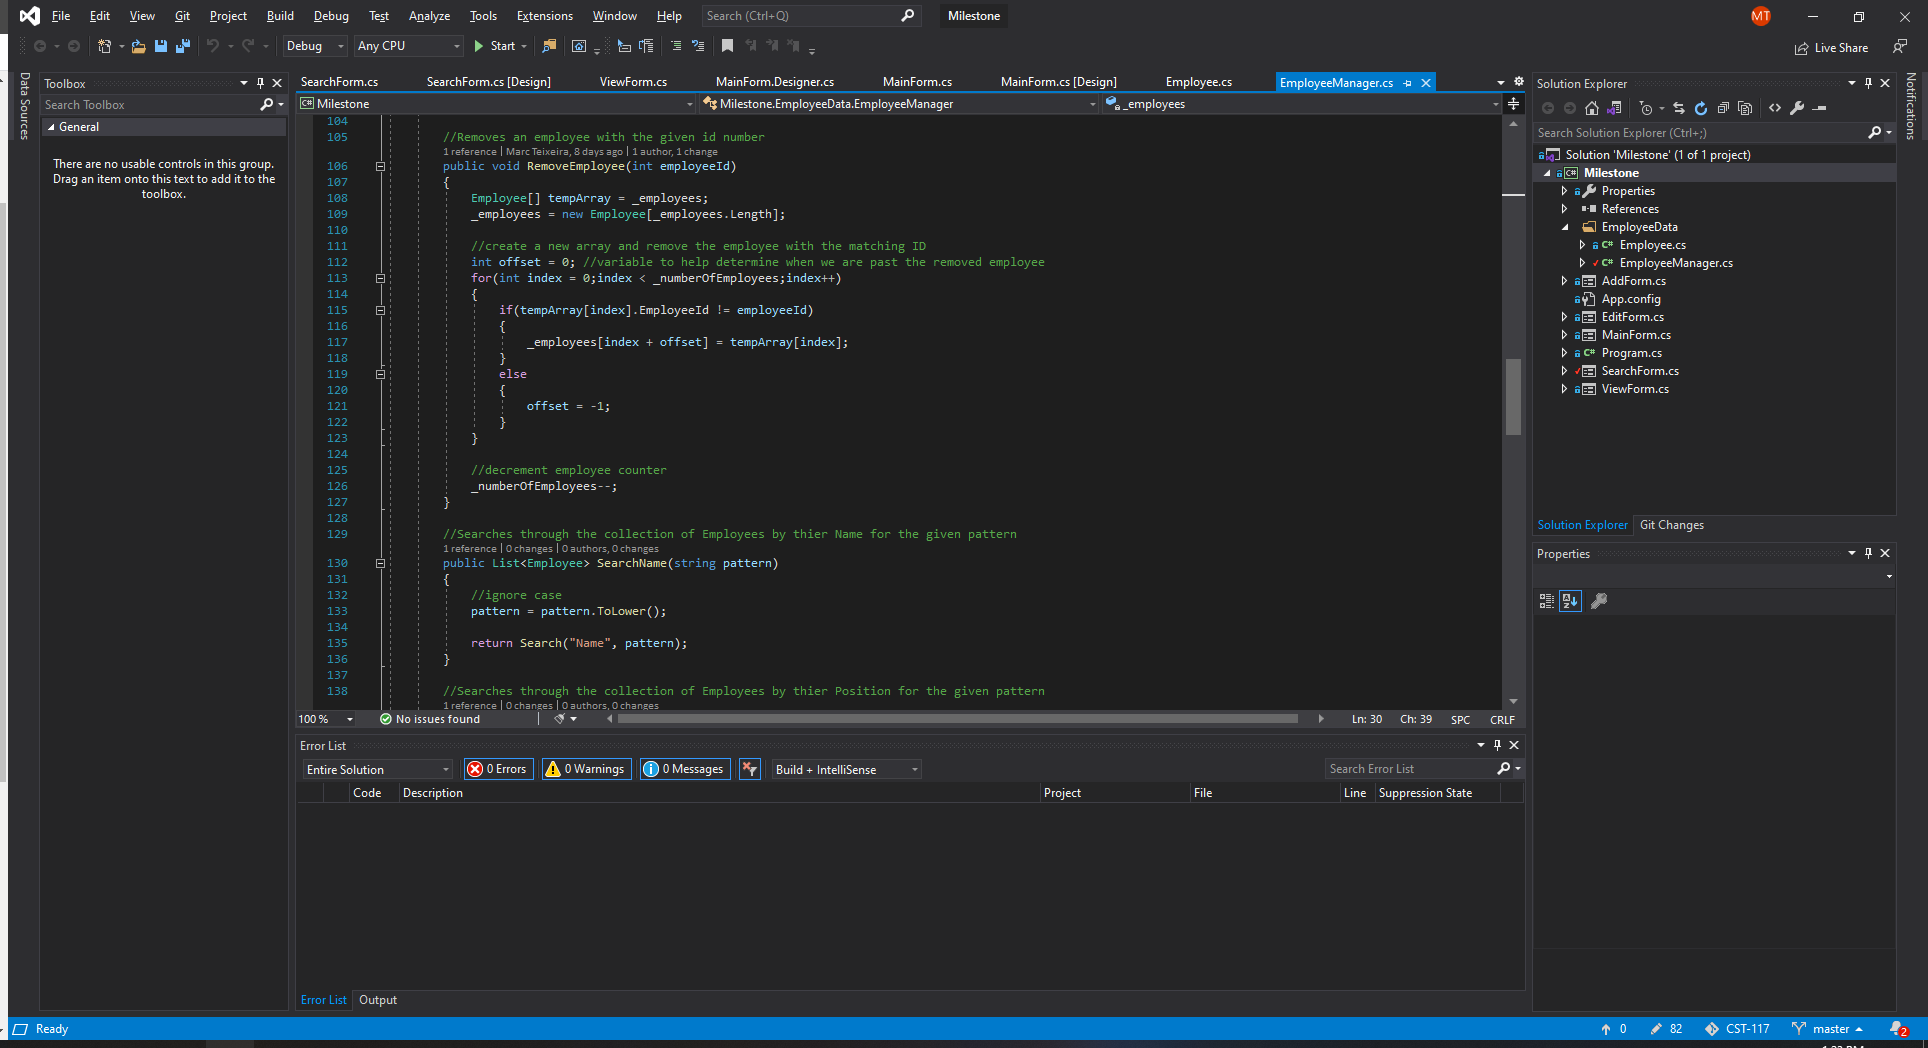 File Edit View Git Project Build Debug Test Analyze Tools Extensions Window Help Search (Ctrl+Q) Milestone MT
Debug Any CPU Start Live Share
Data Sources
Toolbox
Search Toolbox
General
There are no usable controls in this group.
Drag an item onto this text to add it to the
toolbox.
SearchForm.cs SearchForm.cs [Design] ViewForm.cs MainForm.Designer.cs MainForm.cs MainForm.cs [Design] Employee.cs EmployeeManager.cs
C# Milestone Milestone.EmployeeData.EmployeeManager _employees
104
105 //Removes an employee with the given id number
1 reference | Marc Teixeira, 8 days ago | 1 author, 1 change
106 public void RemoveEmployee(int employeeId)
107 {
108 Employee[] tempArray = _employees;
109 _employees = new Employee[_employees.Length];
110
111 //create a new array and remove the employee with the matching ID
112 int offset = 0; //variable to help determine when we are past the removed employee
113 for(int index = 0;index < _numberOfEmployees;index++)
114 {
115 if(tempArray[index].EmployeeId != employeeId)
116 {
117 _employees[index + offset] = tempArray[index];
118 }
119 else
120 {
121 offset = -1;
122 }
123 }
124
125 //decrement employee counter
126 _numberOfEmployees--;
127 }
128
129 //Searches through the collection of Employees by thier Name for the given pattern
1 reference | 0 changes | 0 authors, 0 changes
130 public List<Employee> SearchName(string pattern)
131 {
132 //ignore case
133 pattern = pattern.ToLower();
134
135 return Search("Name", pattern);
136 }
137
138 //Searches through the collection of Employees by thier Position for the given pattern
1 reference | 0 changes | 0 authors, 0 changes
100 % No issues found Ln: 30 Ch: 39 SPC CRLF
Error List
Entire Solution 0 Errors 0 Warnings 0 Messages Build + IntelliSense Search Error List
Code Description Project File Line Suppression State
Error List Output
Solution Explorer
Search Solution Explorer (Ctrl+;)
Solution 'Milestone' (1 of 1 project)
C# Milestone
Properties
References
EmployeeData
C# Employee.cs
C# EmployeeManager.cs
AddForm.cs
App.config
EditForm.cs
MainForm.cs
C# Program.cs
SearchForm.cs
ViewForm.cs
Solution Explorer Git Changes
Properties
Notifications
Ready 0 82 CST-117 master 2